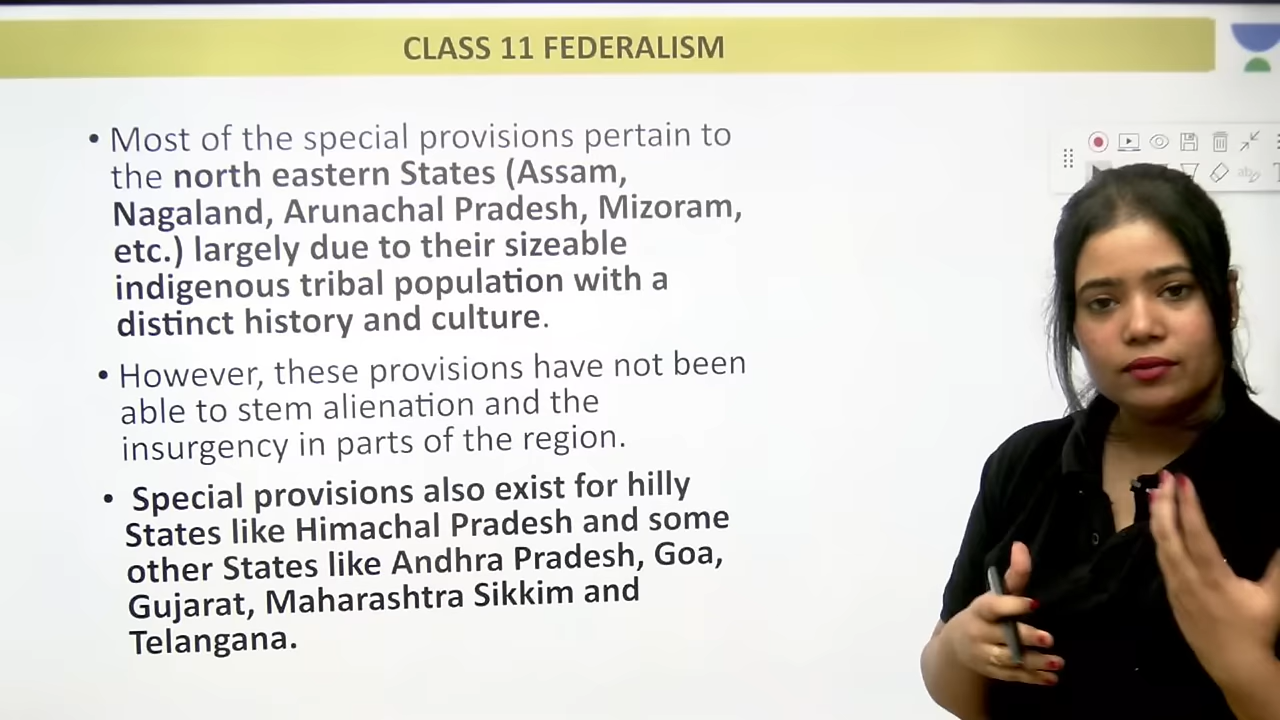 CLASS 11 FEDERALISM
• Most of the special provisions pertain to
the north eastern States (Assam,
Nagaland, Arunachal Pradesh, Mizoram,
etc.) largely due to their sizeable
indigenous tribal population with a
distinct history and culture.
• However, these provisions have not been
able to stem alienation and the
insurgency in parts of the region.
• Special provisions also exist for hilly
States like Himachal Pradesh and some
other States like Andhra Pradesh, Goa,
Gujarat, Maharashtra Sikkim and
Telangana.